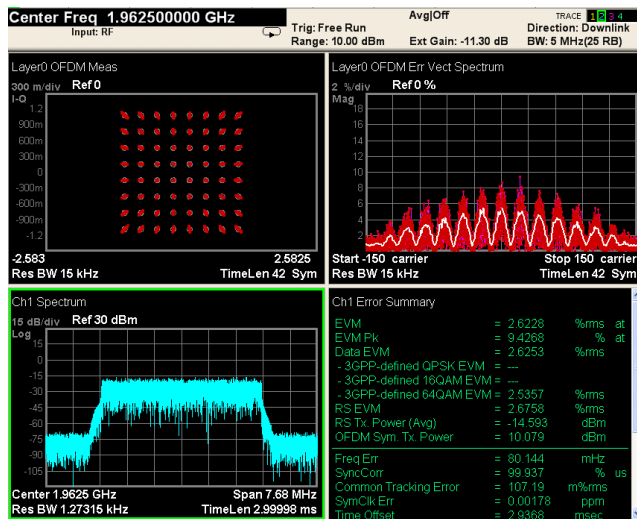 Center Freq 1.962500000 GHz
Input: RF
Trig: Free Run
Range: 10.00 dBm
Avg|Off
Ext Gain: -11.30 dB
TRACE 1 2 3 4
Direction: Downlink
BW: 5 MHz(25 RB)
Layer0 OFDM Meas
300 m/div Ref 0
I-Q
1.2
900m
600m
300m
0
-300m
-600m
-900m
-1.2
-2.583 2.5825
Res BW 15 kHz TimeLen 42 Sym
Layer0 OFDM Err Vect Spectrum
2 %/div Ref 0 %
Mag
18
16
14
12
10
8
6
4
2
Start -150 carrier Stop 150 carrier
Res BW 15 kHz TimeLen 42 Sym
Ch1 Spectrum
15 dB/div Ref 30 dBm
Log
15
0
-15
-30
-45
-60
-75
-90
-105
Center 1.9625 GHz Span 7.68 MHz
Res BW 1.27315 kHz TimeLen 2.99998 ms
Ch1 Error Summary
EVM = 2.6228 %rms at
EVM Pk = 9.4268 % at
Data EVM = 2.6253 %rms
- 3GPP-defined QPSK EVM = ---
- 3GPP-defined 16QAM EVM = ---
- 3GPP-defined 64QAM EVM = 2.5357 %rms
RS EVM = 2.6758 %rms
RS Tx. Power (Avg) = -14.593 dBm
OFDM Sym. Tx. Power = 10.079 dBm
Freq Err = 80.144 mHz
SyncCorr = 99.937 % us
Common Tracking Error = 107.19 m%rms
SymClk Err = 0.00178 ppm
Time Offset = 2.9368 msec